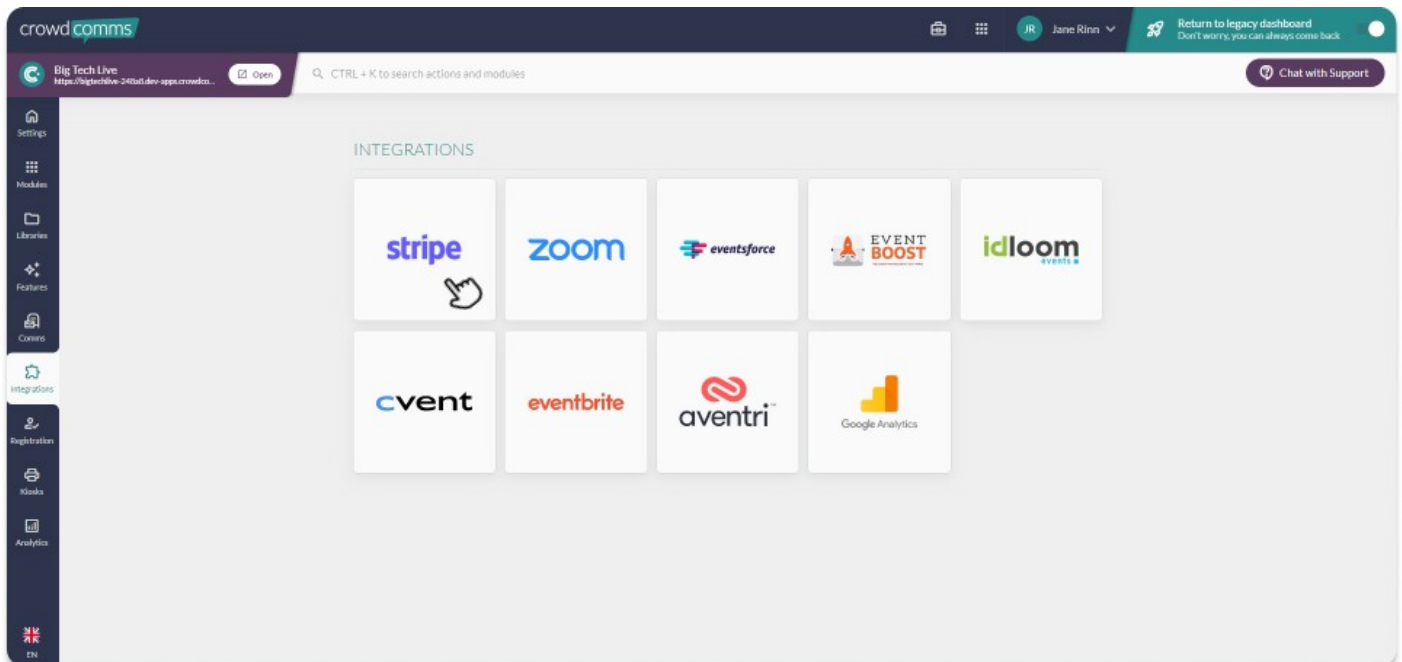 crowdcomms
JR
Jane Rinn
Return to legacy dashboard
Don't worry, you can always come back
Big Tech Live
Open
CTRL + K to search actions and modules
Chat with Support
Settings
Modules
Libraries
Features
Comms
Integrations
Registration
Kiosks
Analytics
EN
INTEGRATIONS
stripe
zoom
eventsforce
EVENT
BOOST
idloom
events
cvent
eventbrite
aventri™
Google Analytics